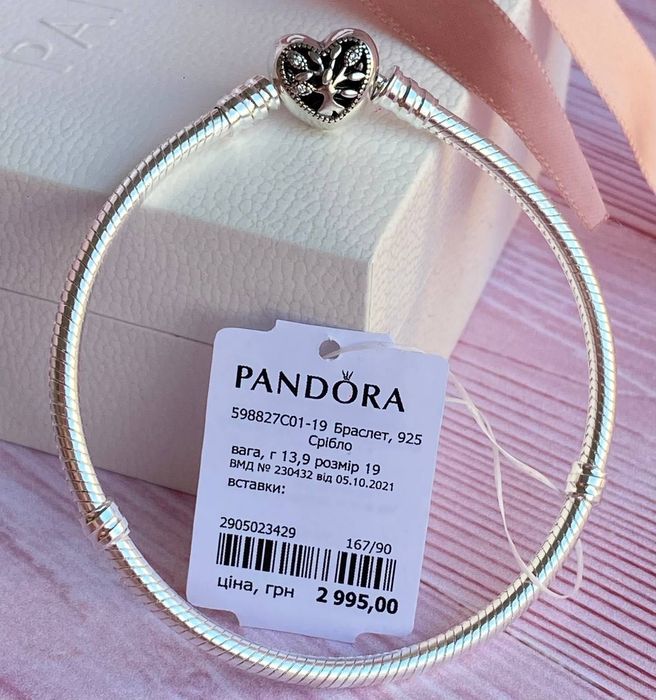 PA
PANDORA
598827C01-19 Браслет, 925
Срібло
вага, г 13,9 розмір 19
ВМД № 230432 від 05.10.2021
вставки:
2905023429 167/90
ціна, грн 2 995,00